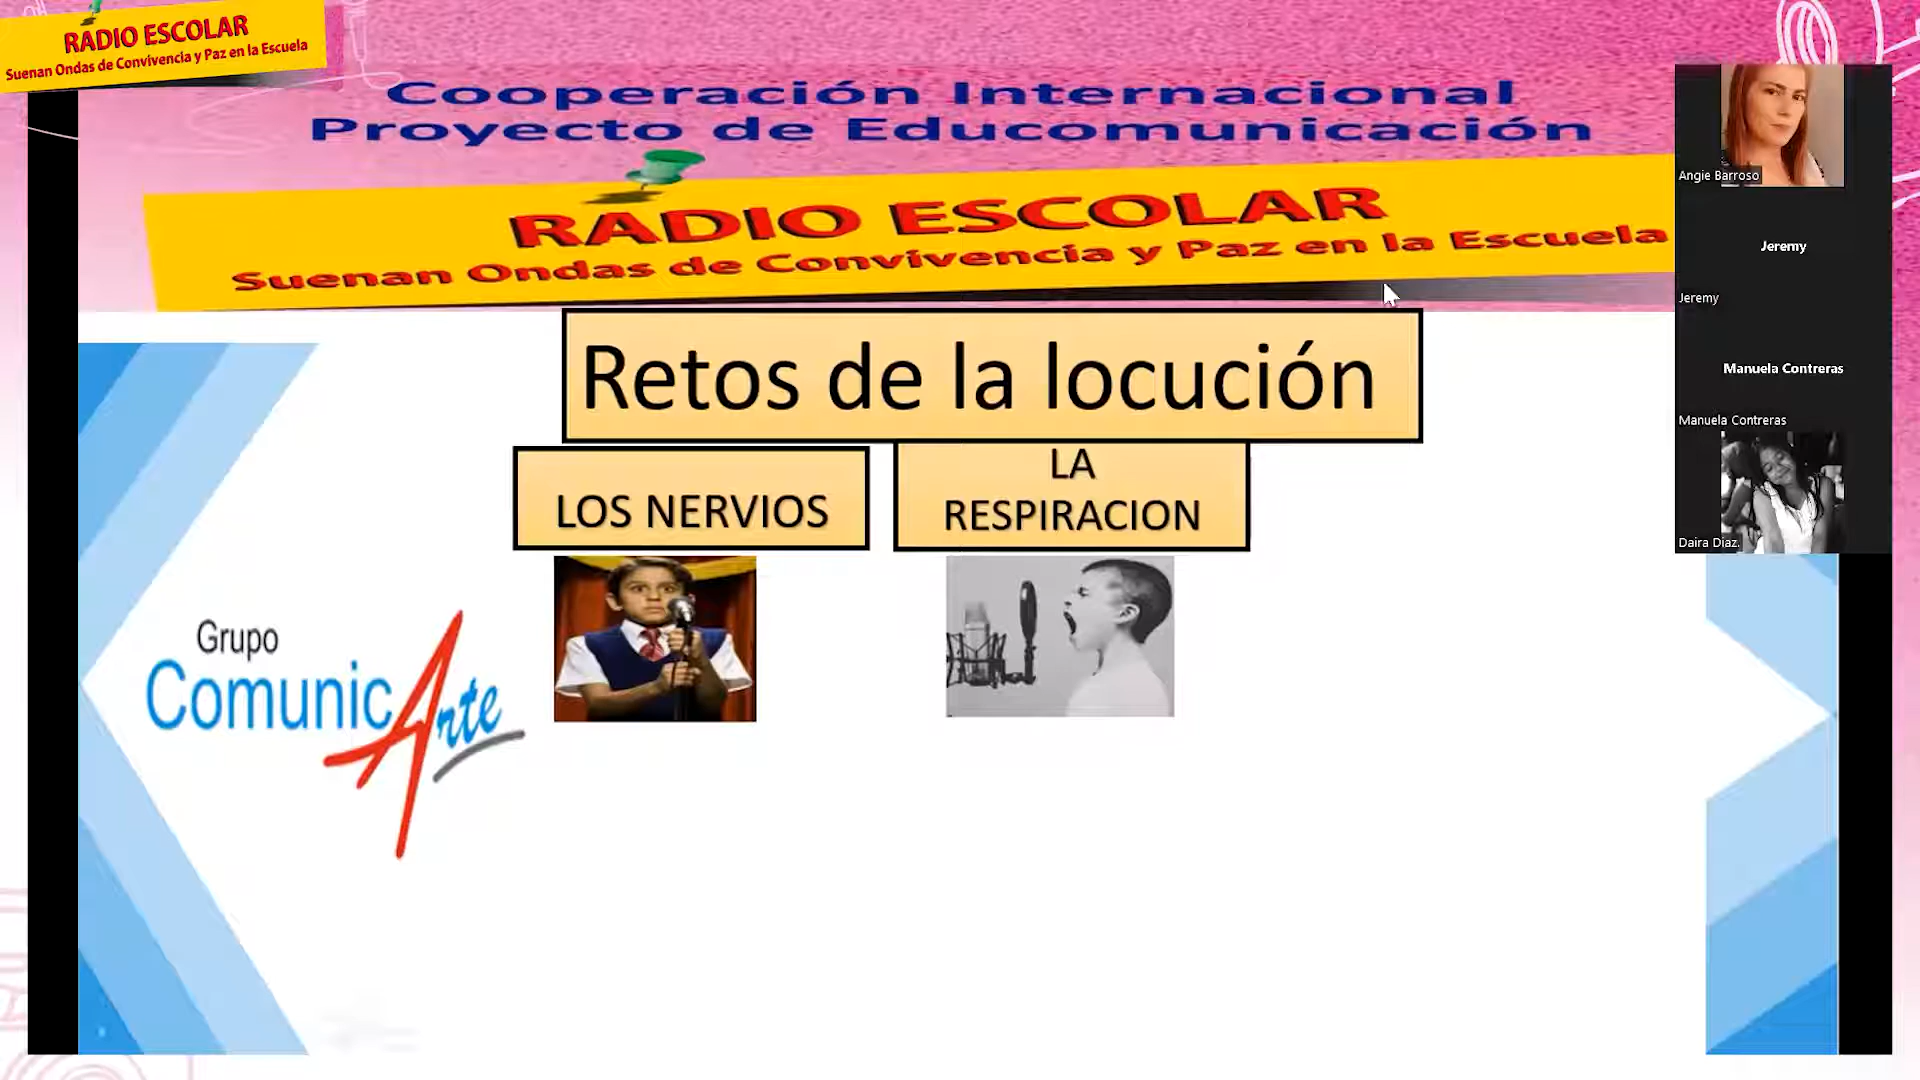 RADIO ESCOLAR
Suenan Ondas de Convivencia y Paz en la Escuela
Cooperación Internacional
Proyecto de Educomunicación
RADIO ESCOLAR
Suenan Ondas de Convivencia y Paz en la Escuela
Retos de la locución
LOS NERVIOS
LA
RESPIRACION
Grupo
ComunicArte
Angie Barroso
Jeremy
Jeremy
Manuela Contreras
Manuela Contreras
Daira Diaz.